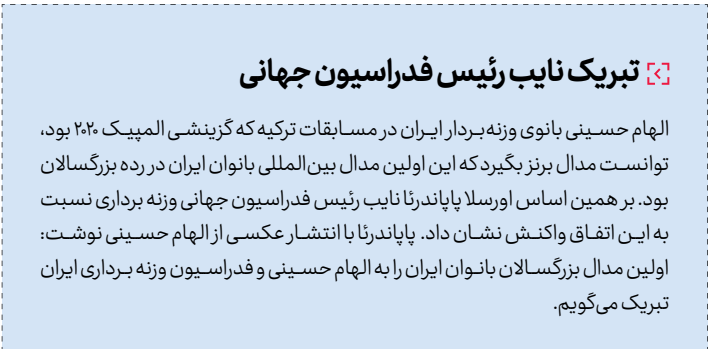 تبریک نایب رئیس فدراسیون جهانی
الهام حسینی بانوی وزنه‌بردار ایران در مسابقات ترکیه که گزینشی المپیک ۲۰۲۰ بود،
توانست مدال برنز بگیرد که این اولین مدال بین‌المللی بانوان ایران در رده بزرگسالان
بود. بر همین اساس اورسلا پاپاندرئا نایب رئیس فدراسیون جهانی وزنه برداری نسبت
به این اتفاق واکنش نشان داد. پاپاندرئا با انتشار عکسی از الهام حسینی نوشت:
اولین مدال بزرگسالان بانوان ایران را به الهام حسینی و فدراسیون وزنه برداری ایران
تبریک می‌گویم.